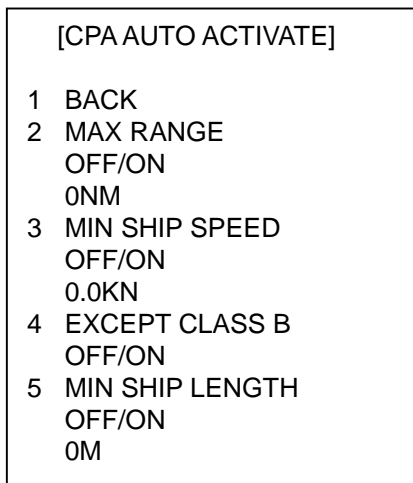 [CPA AUTO ACTIVATE]
1 BACK
2 MAX RANGE
OFF/ON
0NM
3 MIN SHIP SPEED
OFF/ON
0.0KN
4 EXCEPT CLASS B
OFF/ON
5 MIN SHIP LENGTH
OFF/ON
0M